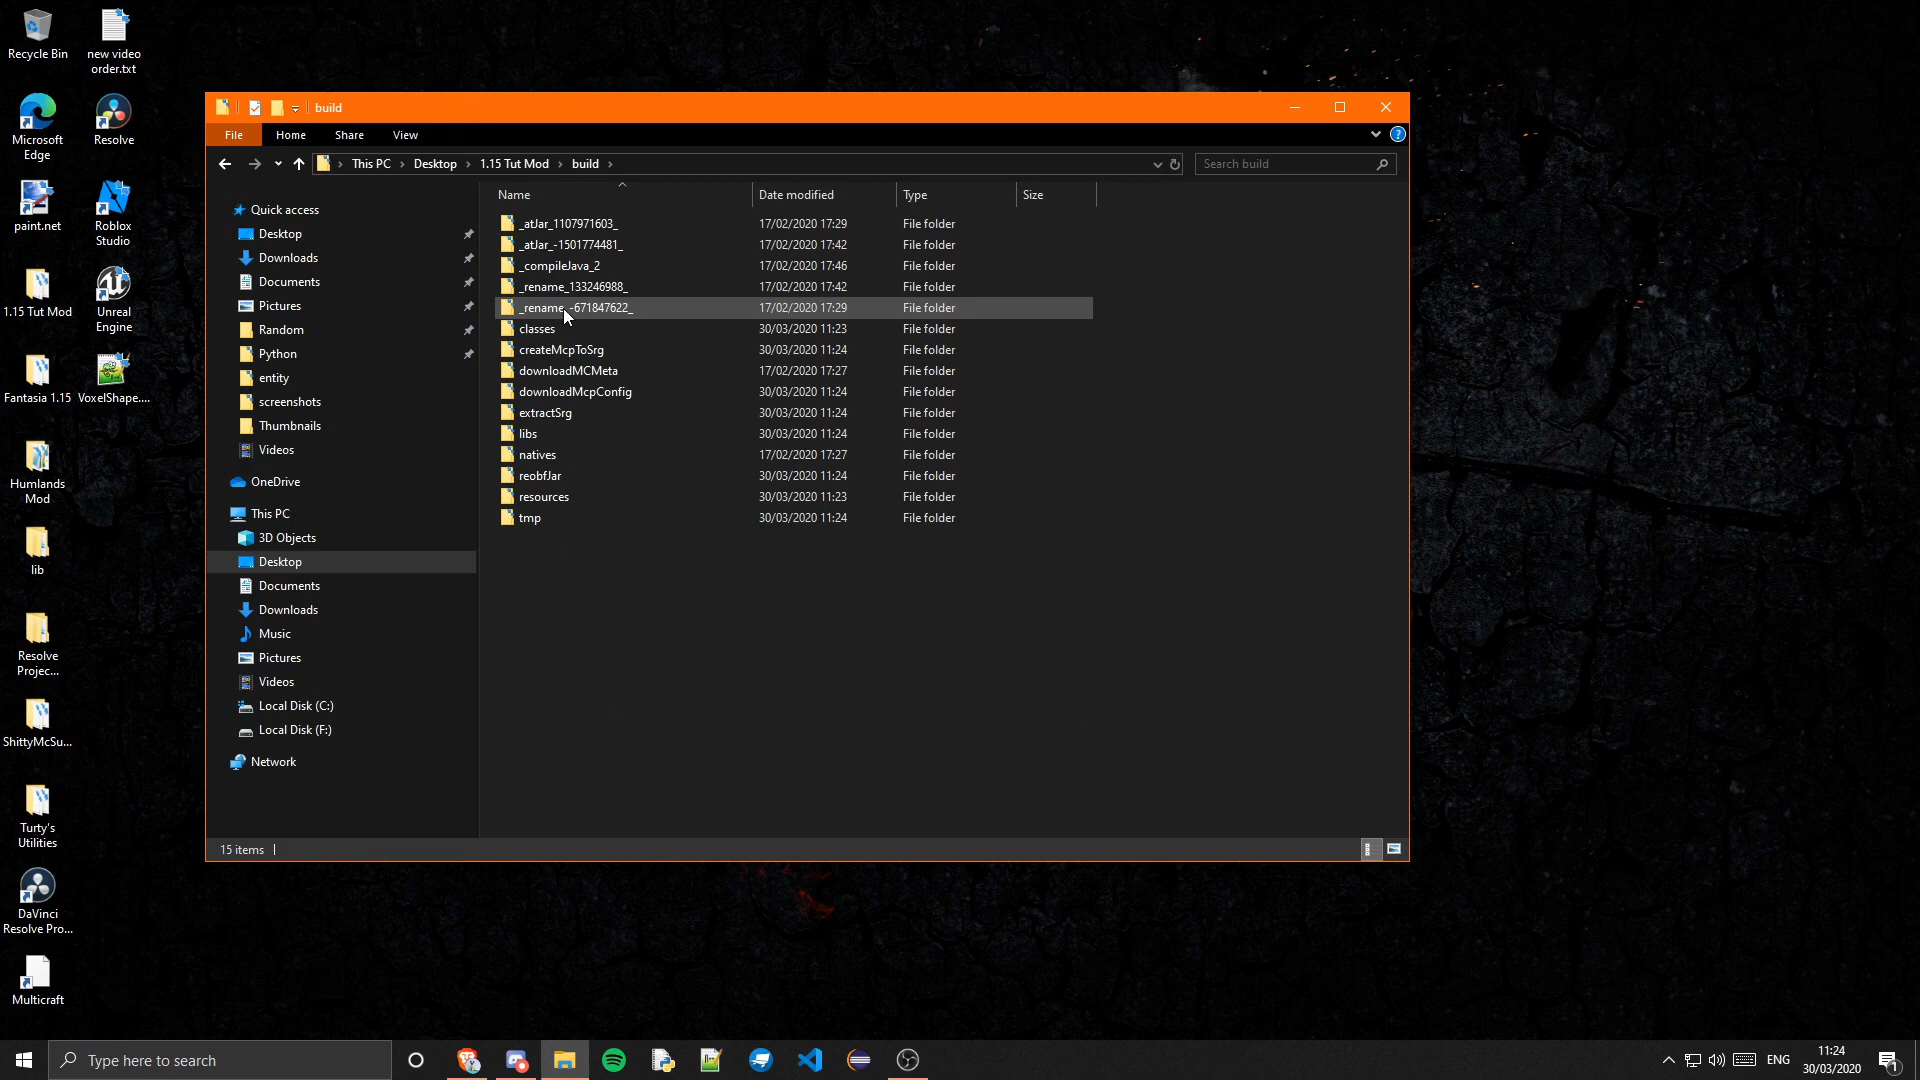 Recycle Bin
new video
order.txt
Microsoft
Edge
Resolve
paint.net
Roblox
Studio
1.15 Tut Mod
Unreal
Engine
Fantasia 1.15
VoxelShape....
Humlands
Mod
lib
Resolve
Projec...
ShittyMcSu...
Turty's
Utilities
DaVinci
Resolve Pro...
Multicraft
build
File
Home
Share
View
This PC
Desktop
1.15 Tut Mod
build
Search build
Quick access
Desktop
Downloads
Documents
Pictures
Random
Python
entity
screenshots
Thumbnails
Videos
OneDrive
This PC
3D Objects
Desktop
Documents
Downloads
Music
Pictures
Videos
Local Disk (C:)
Local Disk (F:)
Network
Name Date modified Type Size
_atJar_1107971603_ 17/02/2020 17:29 File folder
_atJar_-1501774481_ 17/02/2020 17:42 File folder
_compileJava_2 17/02/2020 17:46 File folder
_rename_133246988_ 17/02/2020 17:42 File folder
_rename_-671847622_ 17/02/2020 17:29 File folder
classes 30/03/2020 11:23 File folder
createMcpToSrg 30/03/2020 11:24 File folder
downloadMCMeta 17/02/2020 17:27 File folder
downloadMcpConfig 30/03/2020 11:24 File folder
extractSrg 30/03/2020 11:24 File folder
libs 30/03/2020 11:24 File folder
natives 17/02/2020 17:27 File folder
reobfJar 30/03/2020 11:24 File folder
resources 30/03/2020 11:23 File folder
tmp 30/03/2020 11:24 File folder
15 items
Type here to search
ENG
11:24
30/03/2020
1